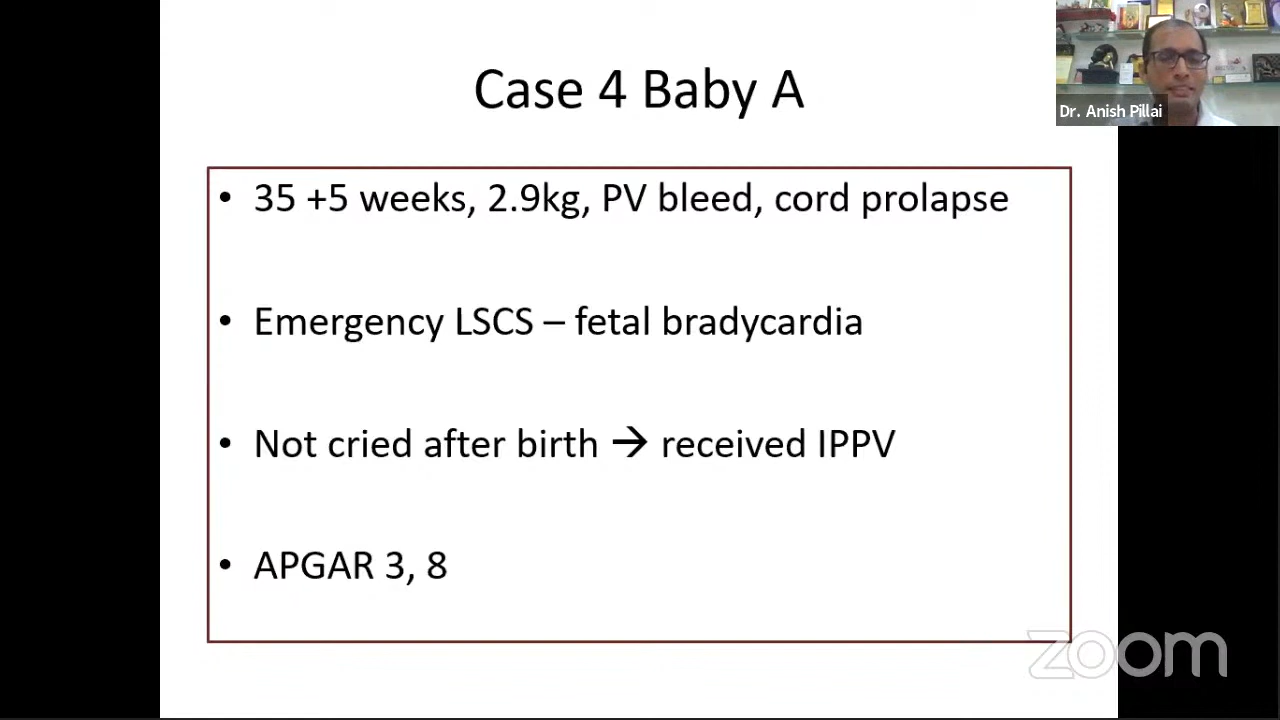 Case 4 Baby A
Dr. Anish Pillai
• 35 +5 weeks, 2.9kg, PV bleed, cord prolapse
• Emergency LSCS – fetal bradycardia
• Not cried after birth → received IPPV
• APGAR 3, 8
zoom